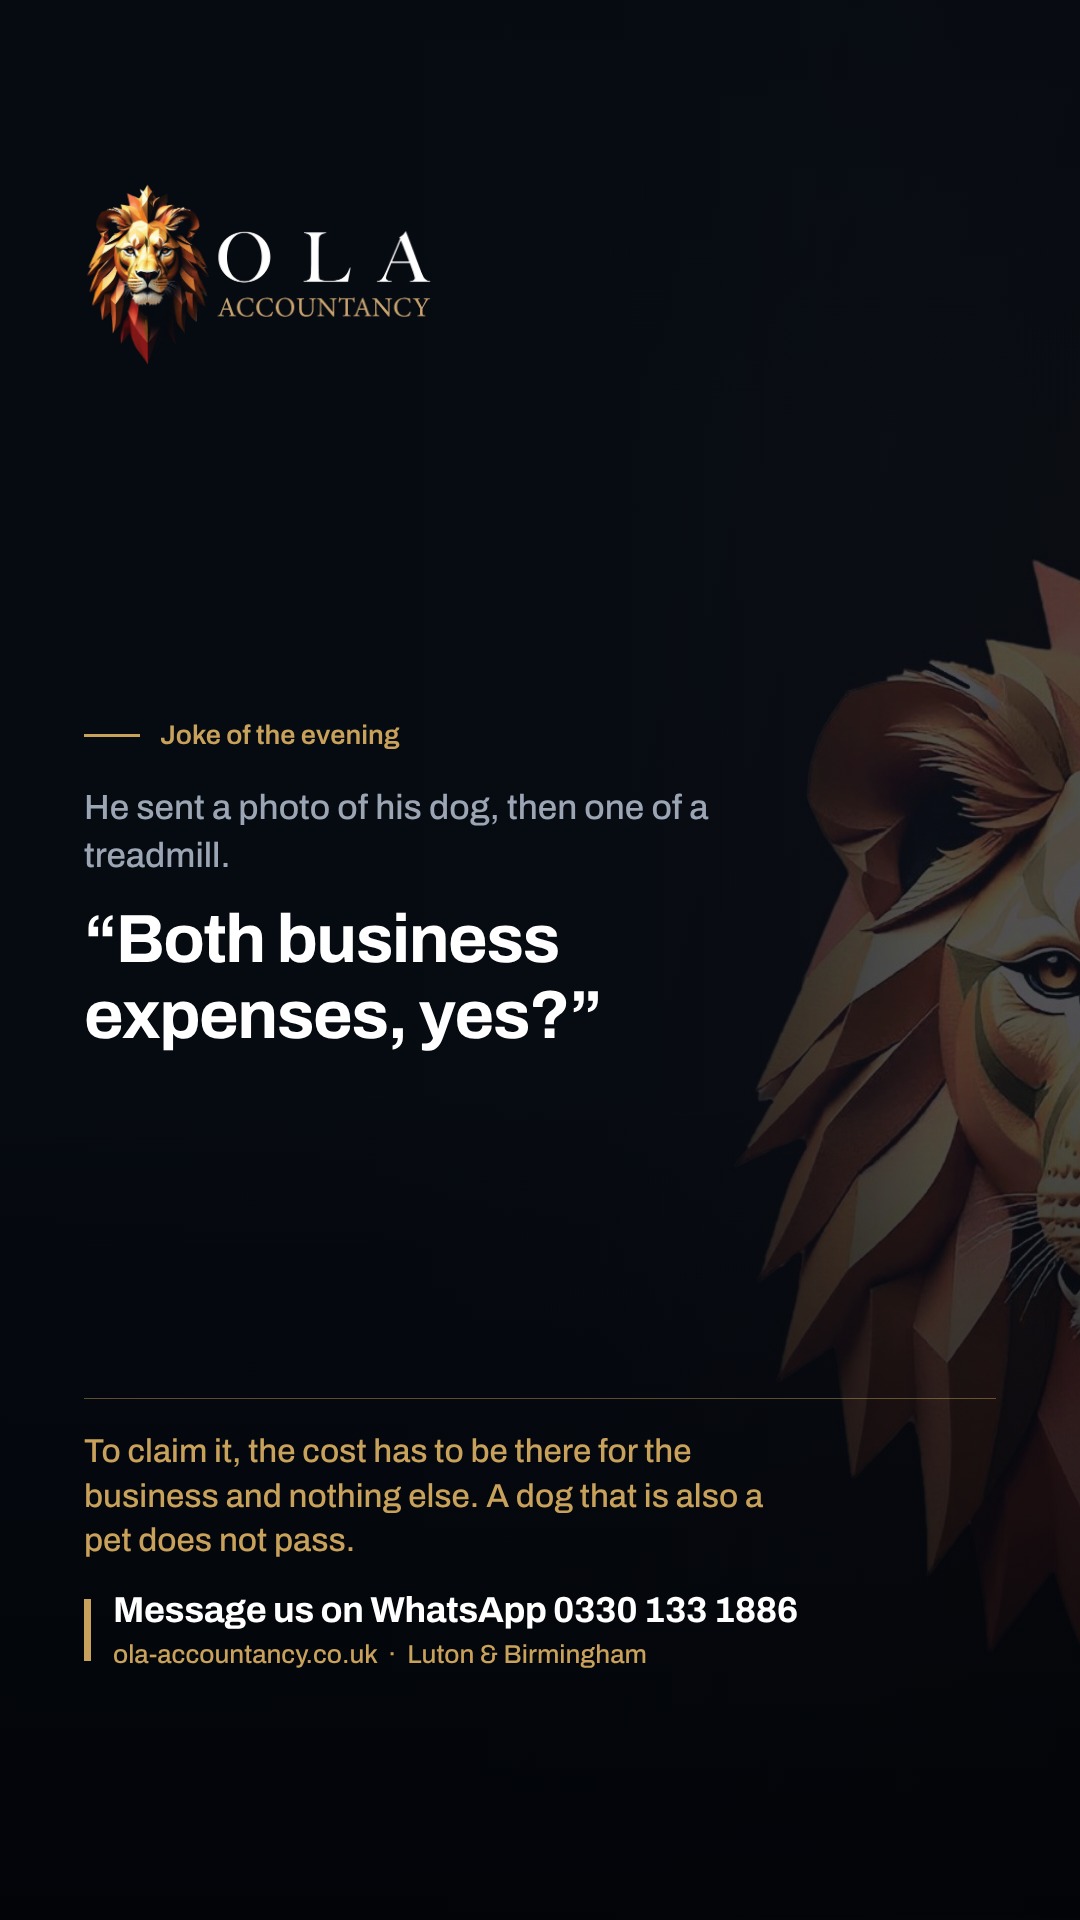 OLA
ACCOUNTANCY
Joke of the evening
He sent a photo of his dog, then one of a
treadmill.
“Both business
expenses, yes?”
To claim it, the cost has to be there for the
business and nothing else. A dog that is also a
pet does not pass.
Message us on WhatsApp 0330 133 1886
ola-accountancy.co.uk · Luton & Birmingham